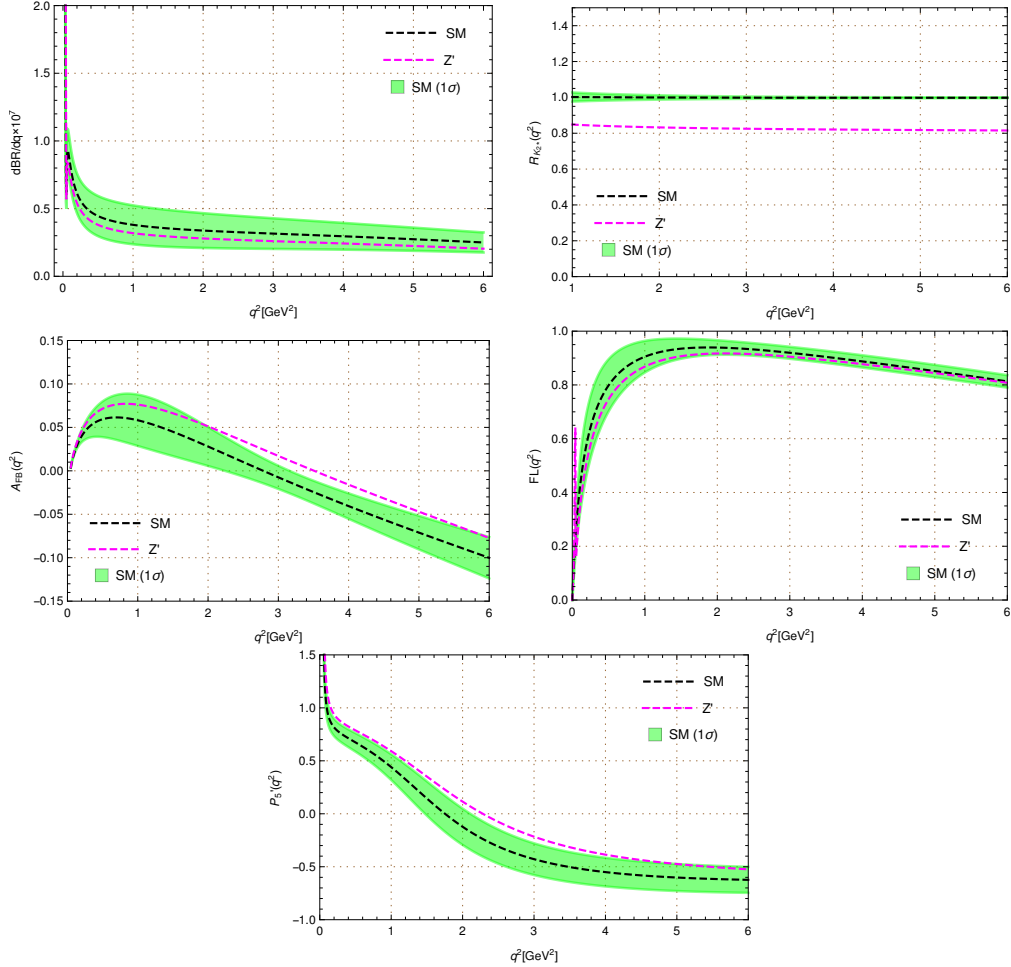 2.0
1.5
1.0
0.5
0.0
dBR/dq×10⁷
SM
Z'
SM (1σ)
0 1 2 3 4 5 6
q²[GeV²]
1.4
1.2
1.0
0.8
0.6
0.4
0.2
0.0
R_{K₂*}(q²)
SM
Z'
SM (1σ)
1 2 3 4 5 6
q²[GeV²]
0.15
0.10
0.05
0.00
−0.05
−0.10
−0.15
A_{FB}(q²)
SM
Z'
SM (1σ)
0 1 2 3 4 5 6
q²[GeV²]
1.0
0.8
0.6
0.4
0.2
0.0
FL(q²)
SM
Z'
SM (1σ)
0 1 2 3 4 5 6
q²[GeV²]
1.5
1.0
0.5
0.0
−0.5
−1.0
P₅'(q²)
SM
Z'
SM (1σ)
0 1 2 3 4 5 6
q²[GeV²]